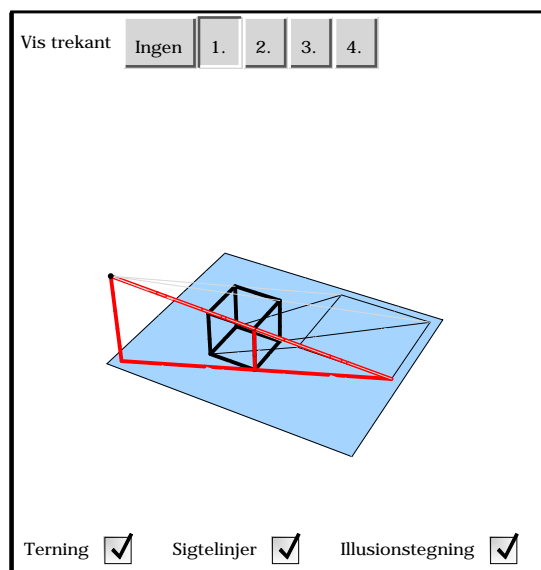 Vis trekant Ingen 1. 2. 3. 4.
Terning Sigtelinjer Illusionstegning